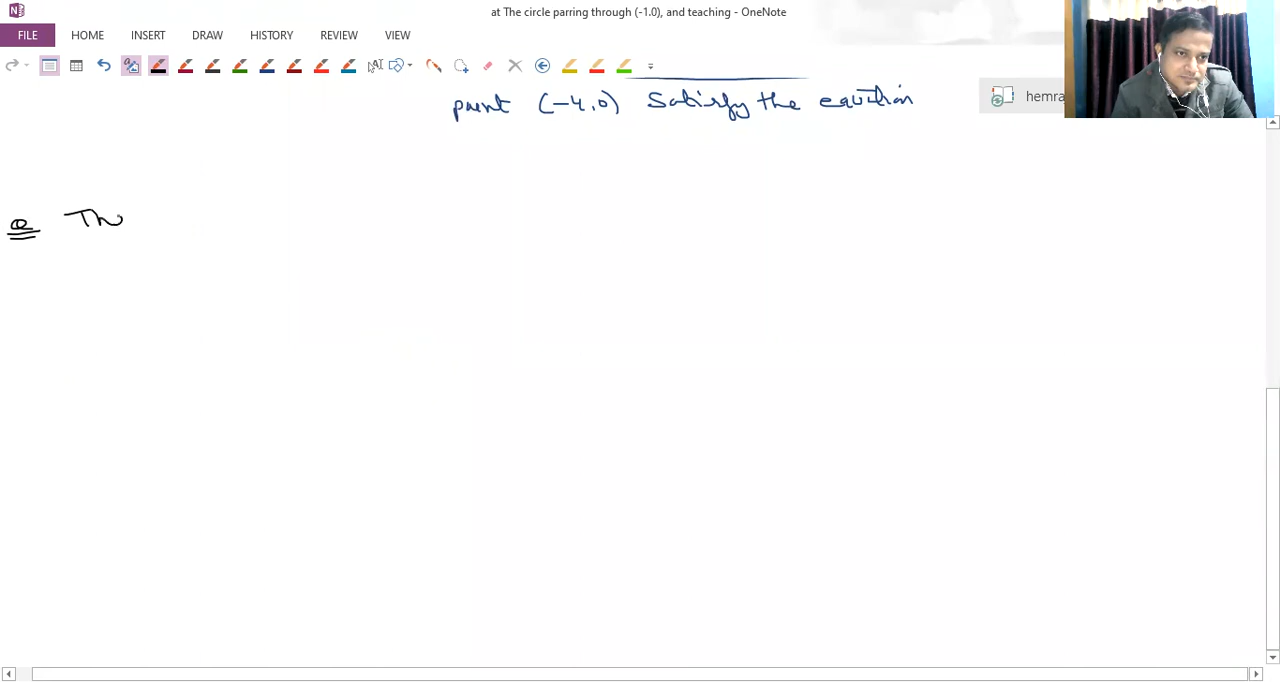 at The circle parring through (-1.0), and teaching - OneNote
FILE HOME INSERT DRAW HISTORY REVIEW VIEW
point (-4,0) Satisfy the equation
hemra
Q Th